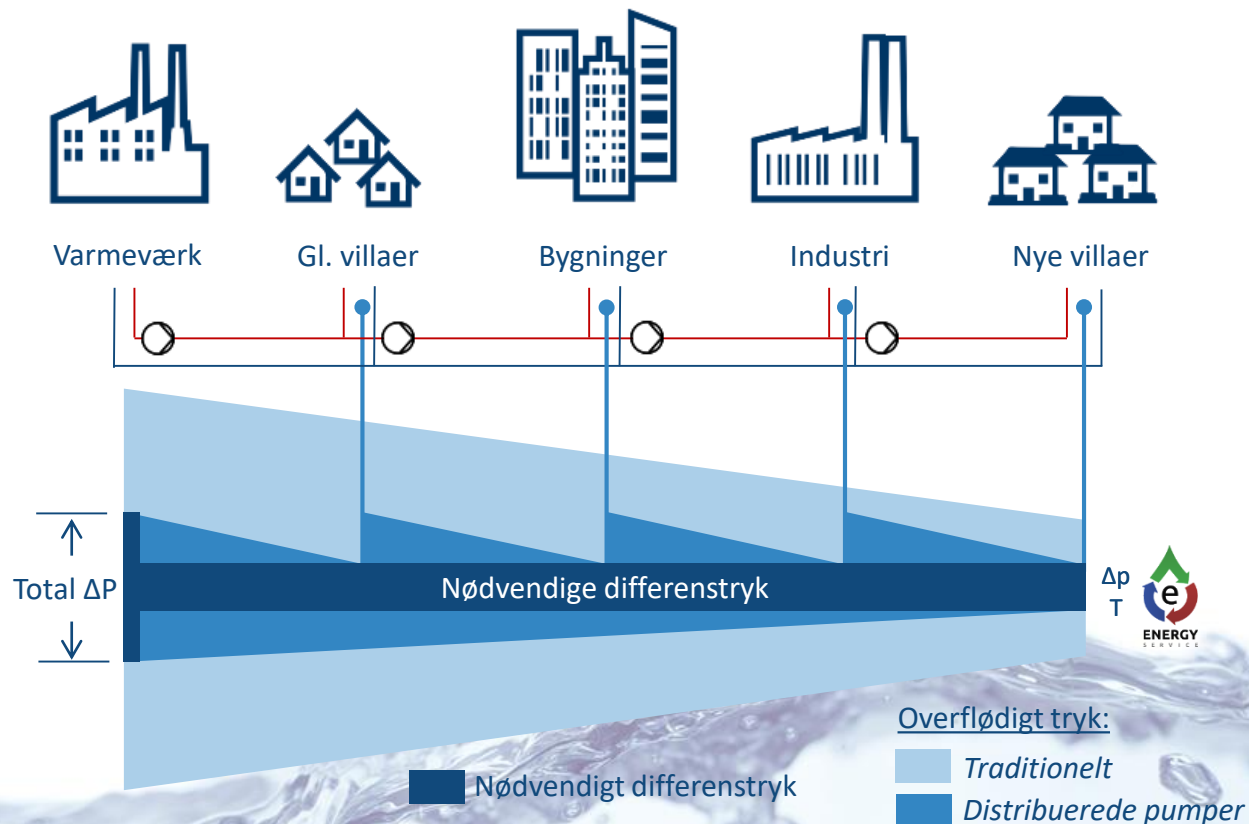 Varmeværk
Gl. villaer
Bygninger
Industri
Nye villaer
Total ΔP
Nødvendige differenstryk
Δp
T
e
ENERGY
SERVICE
Overflødigt tryk:
Traditionelt
Nødvendigt differenstryk
Distribuerede pumper